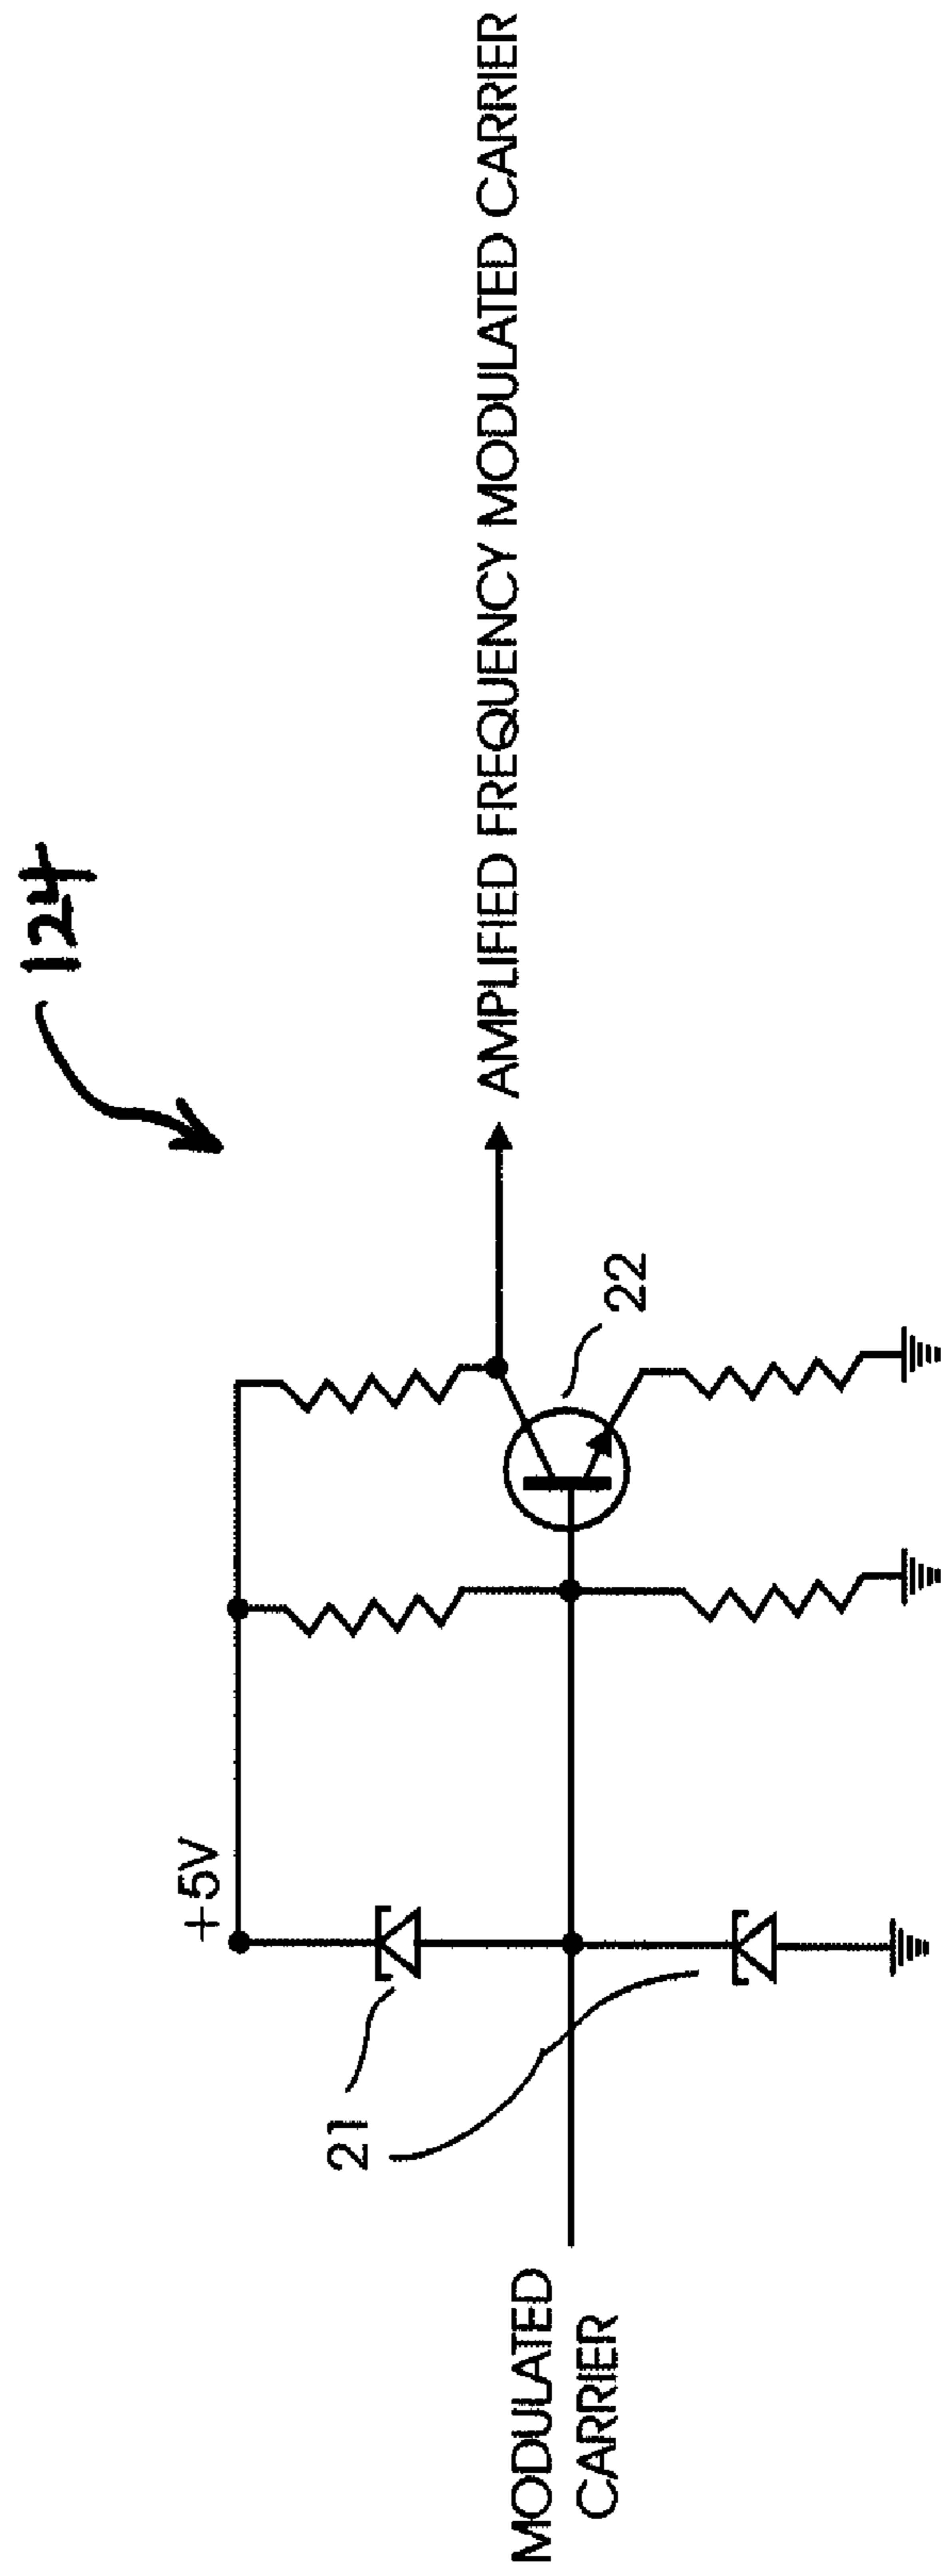 124
+5V
21
22
MODULATED
CARRIER
AMPLIFIED FREQUENCY MODULATED CARRIER